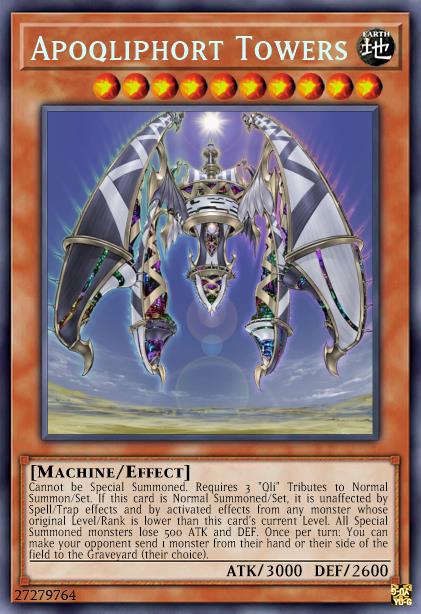 Apoqliphort Towers
EARTH
地
[Machine/Effect]
Cannot be Special Summoned. Requires 3 "Qli" Tributes to Normal
Summon/Set. If this card is Normal Summoned/Set, it is unaffected by
Spell/Trap effects and by activated effects from any monster whose
original Level/Rank is lower than this card's current Level. All Special
Summoned monsters lose 500 ATK and DEF. Once per turn: You can
make your opponent send 1 monster from their hand or their side of the
field to the Graveyard (their choice).
ATK/3000 DEF/2600
27279764